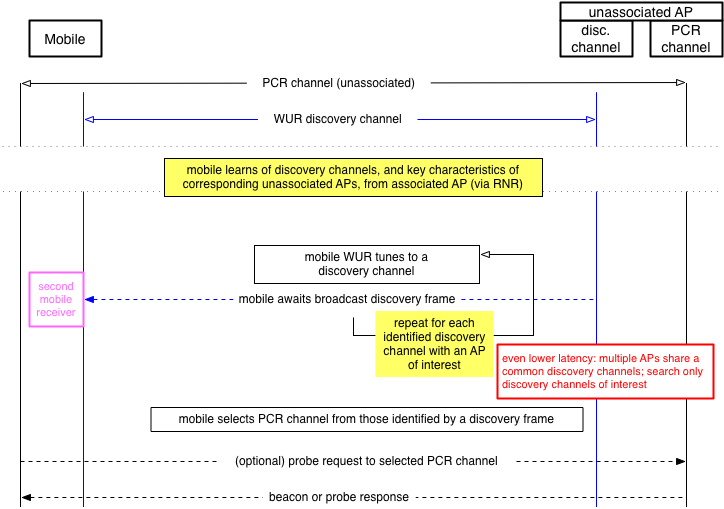 unassociated AP
Mobile
disc.
channel
PCR
channel
PCR channel (unassociated)
WUR discovery channel
mobile learns of discovery channels, and key characteristics of
corresponding unassociated APs, from associated AP (via RNR)
mobile WUR tunes to a
discovery channel
second
mobile
receiver
mobile awaits broadcast discovery frame
repeat for each
identified discovery
channel with an AP
of interest
even lower latency: multiple APs share a
common discovery channels; search only
discovery channels of interest
mobile selects PCR channel from those identified by a discovery frame
(optional) probe request to selected PCR channel
beacon or probe response